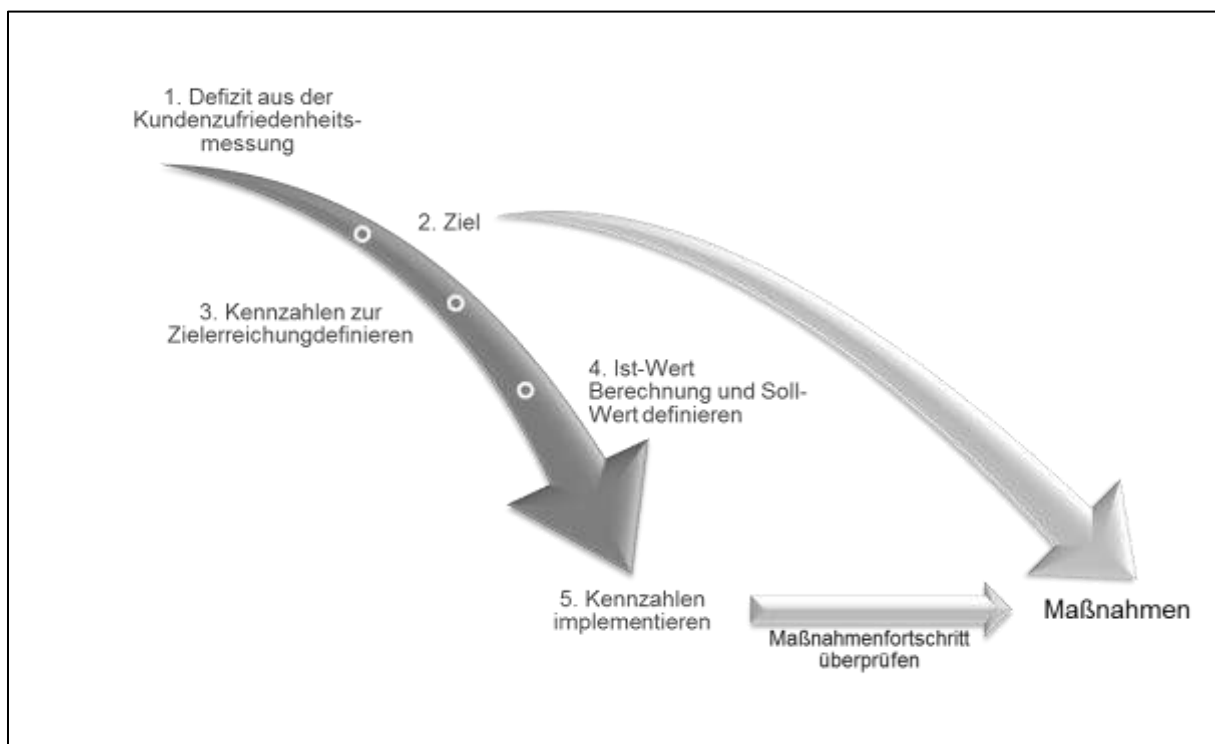 1. Defizit aus der
Kundenzufriedenheits-
messung
2. Ziel
3. Kennzahlen zur
Zielerreichungdefinieren
4. Ist-Wert
Berechnung und Soll-
Wert definieren
5. Kennzahlen
implementieren
Maßnahmenfortschritt
überprüfen
Maßnahmen